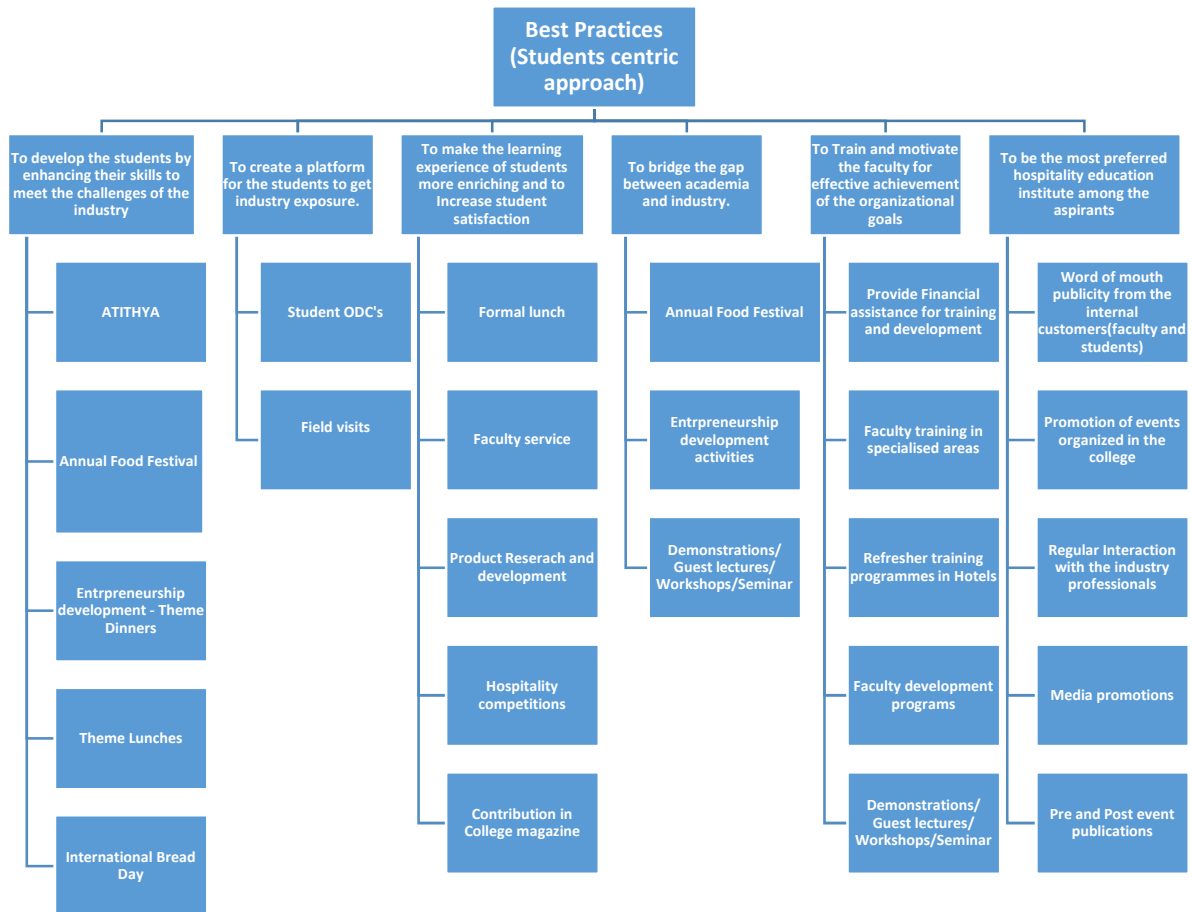 Best Practices
(Students centric
approach)
To develop the students by
enhancing their skills to
meet the challenges of the
industry
ATITHYA
Annual Food Festival
Entrpreneurship
development - Theme
Dinners
Theme Lunches
International Bread
Day
To create a platform
for the students to get
industry exposure.
Student ODC's
Field visits
To make the learning
experience of students
more enriching and to
Increase student
satisfaction
Formal lunch
Faculty service
Product Reserach and
development
Hospitality
competitions
Contribution in
College magazine
To bridge the gap
between academia
and industry.
Annual Food Festival
Entrpreneurship
development
activities
Demonstrations/
Guest lectures/
Workshops/Seminar
To Train and motivate
the faculty for
effective achievement
of the organizational
goals
Provide Financial
assistance for training
and development
Faculty training in
specialised areas
Refresher training
programmes in Hotels
Faculty development
programs
Demonstrations/
Guest lectures/
Workshops/Seminar
To be the most preferred
hospitality education
institute among the
aspirants
Word of mouth
publicity from the
internal
customers(faculty and
students)
Promotion of events
organized in the
college
Regular Interaction
with the industry
professionals
Media promotions
Pre and Post event
publications